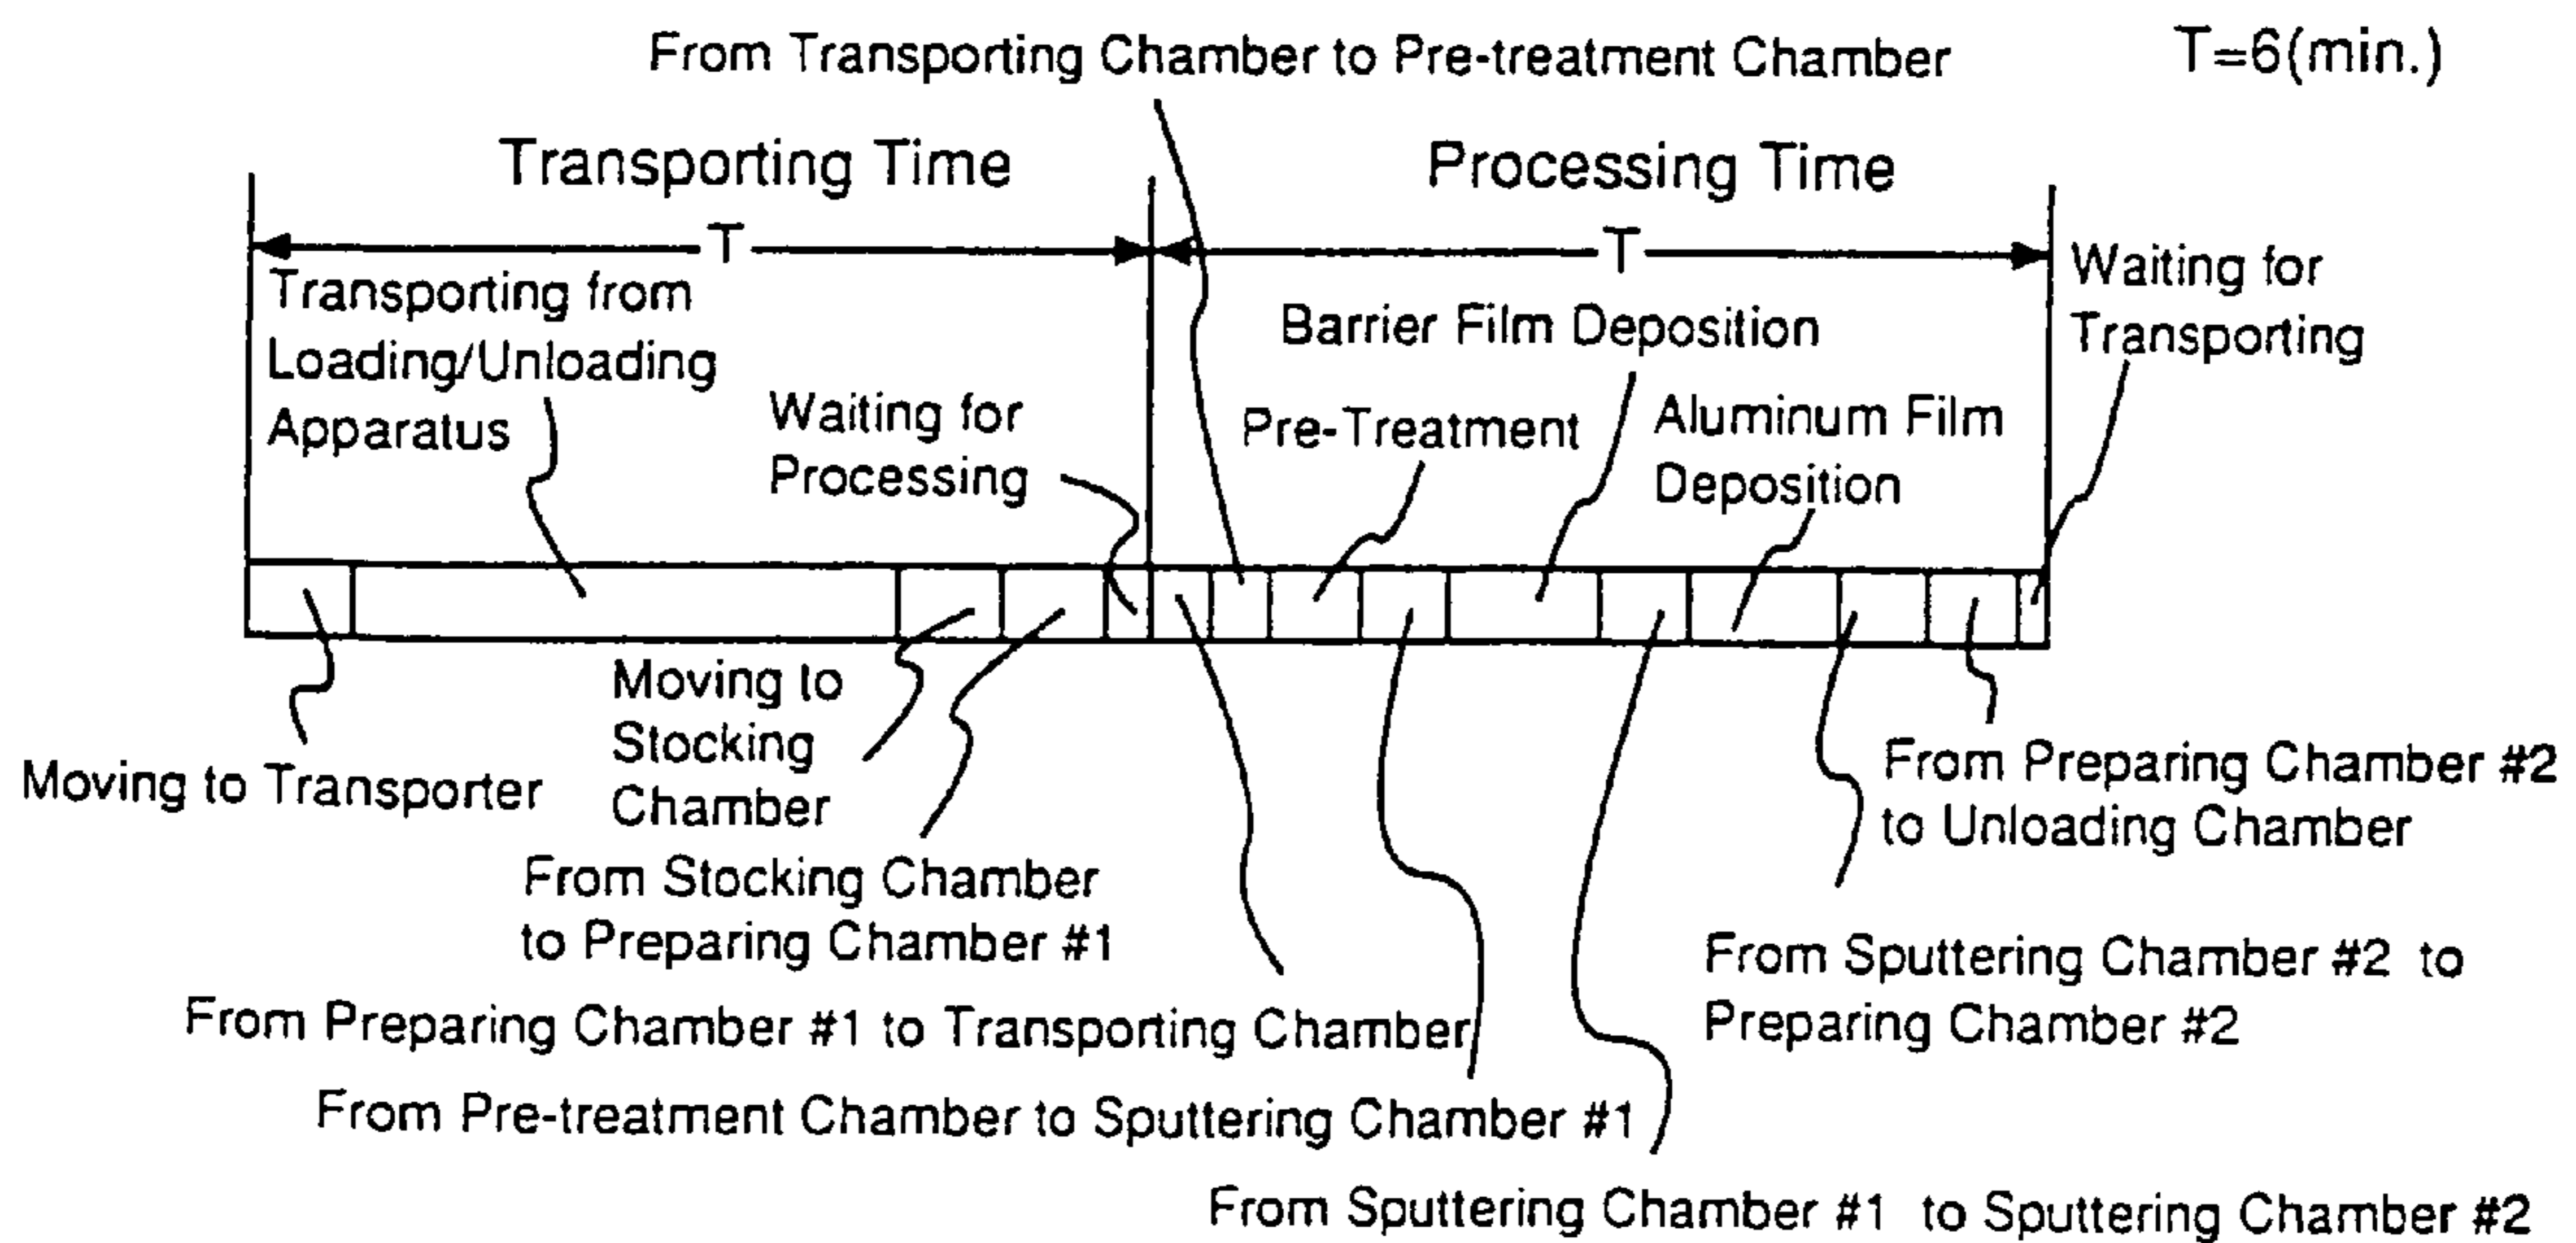 From Transporting Chamber to Pre-treatment Chamber
T=6(min.)
Transporting Time
Processing Time
T
T
Transporting from
Loading/Unloading
Apparatus
Waiting for
Processing
Barrier Film Deposition
Pre-Treatment
Aluminum Film
Deposition
Waiting for
Transporting
Moving to Transporter
Moving to
Stocking
Chamber
From Stocking Chamber
to Preparing Chamber #1
From Preparing Chamber #1 to Transporting Chamber
From Pre-treatment Chamber to Sputtering Chamber #1
From Sputtering Chamber #1 to Sputtering Chamber #2
From Sputtering Chamber #2 to
Preparing Chamber #2
From Preparing Chamber #2
to Unloading Chamber